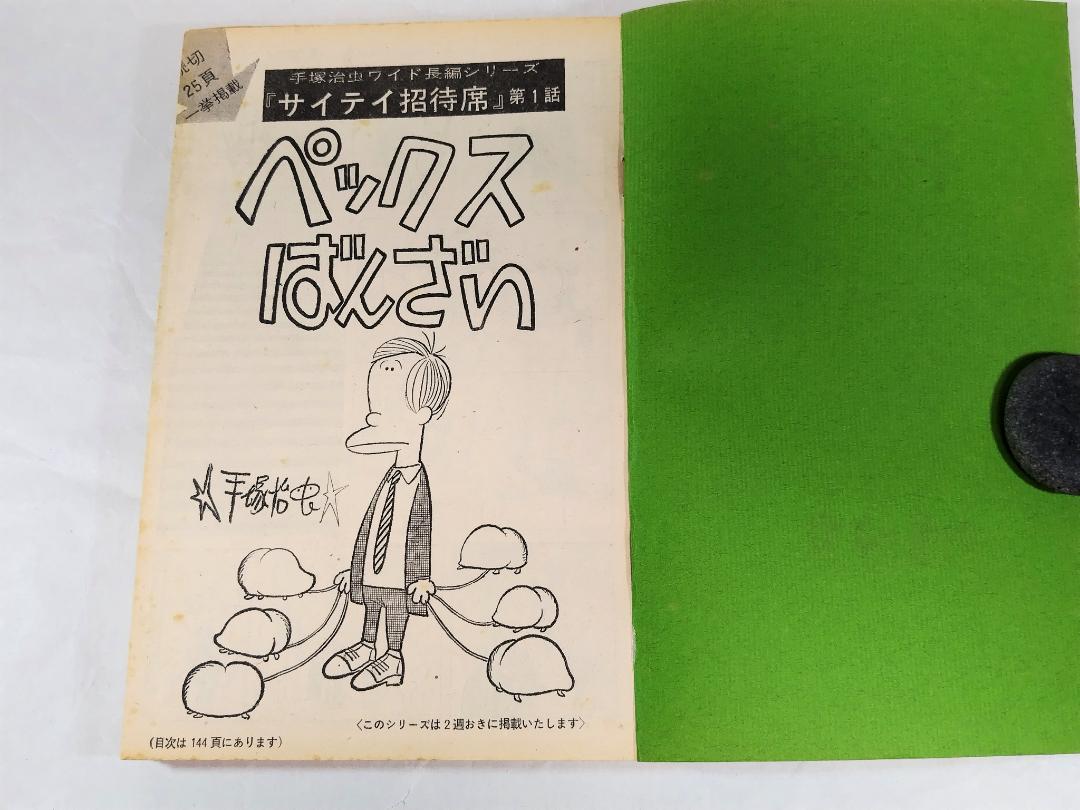 読切
25頁
一挙掲載
手塚治虫ワイド長編シリーズ
『サイテイ招待席』第1話
ペックス
ばんざい
手塚治虫
〈このシリーズは2週おきに掲載いたします〉
(目次は144頁にあります)